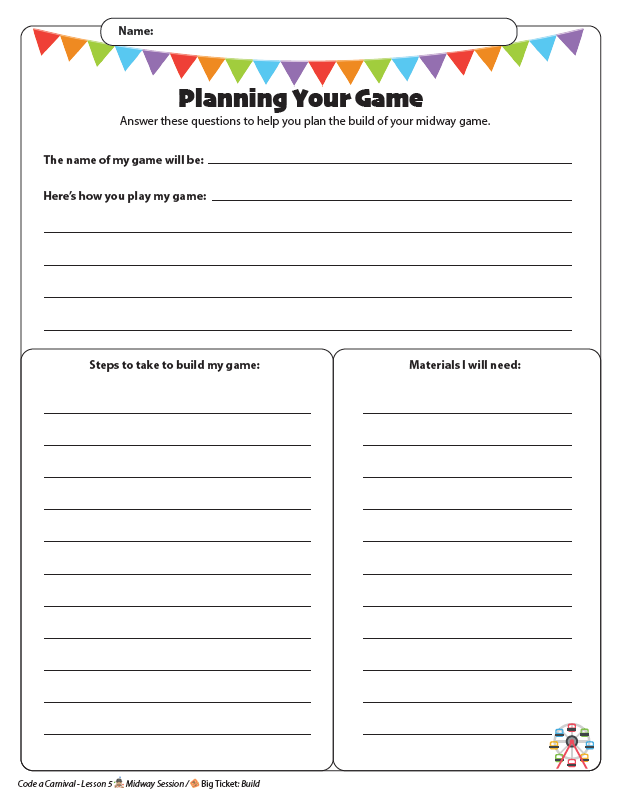 Name:
Planning Your Game
Answer these questions to help you plan the build of your midway game.
The name of my game will be:
Here's how you play my game:
Steps to take to build my game:
Materials I will need:
Code a Carnival - Lesson 5 Midway Session / Big Ticket: Build